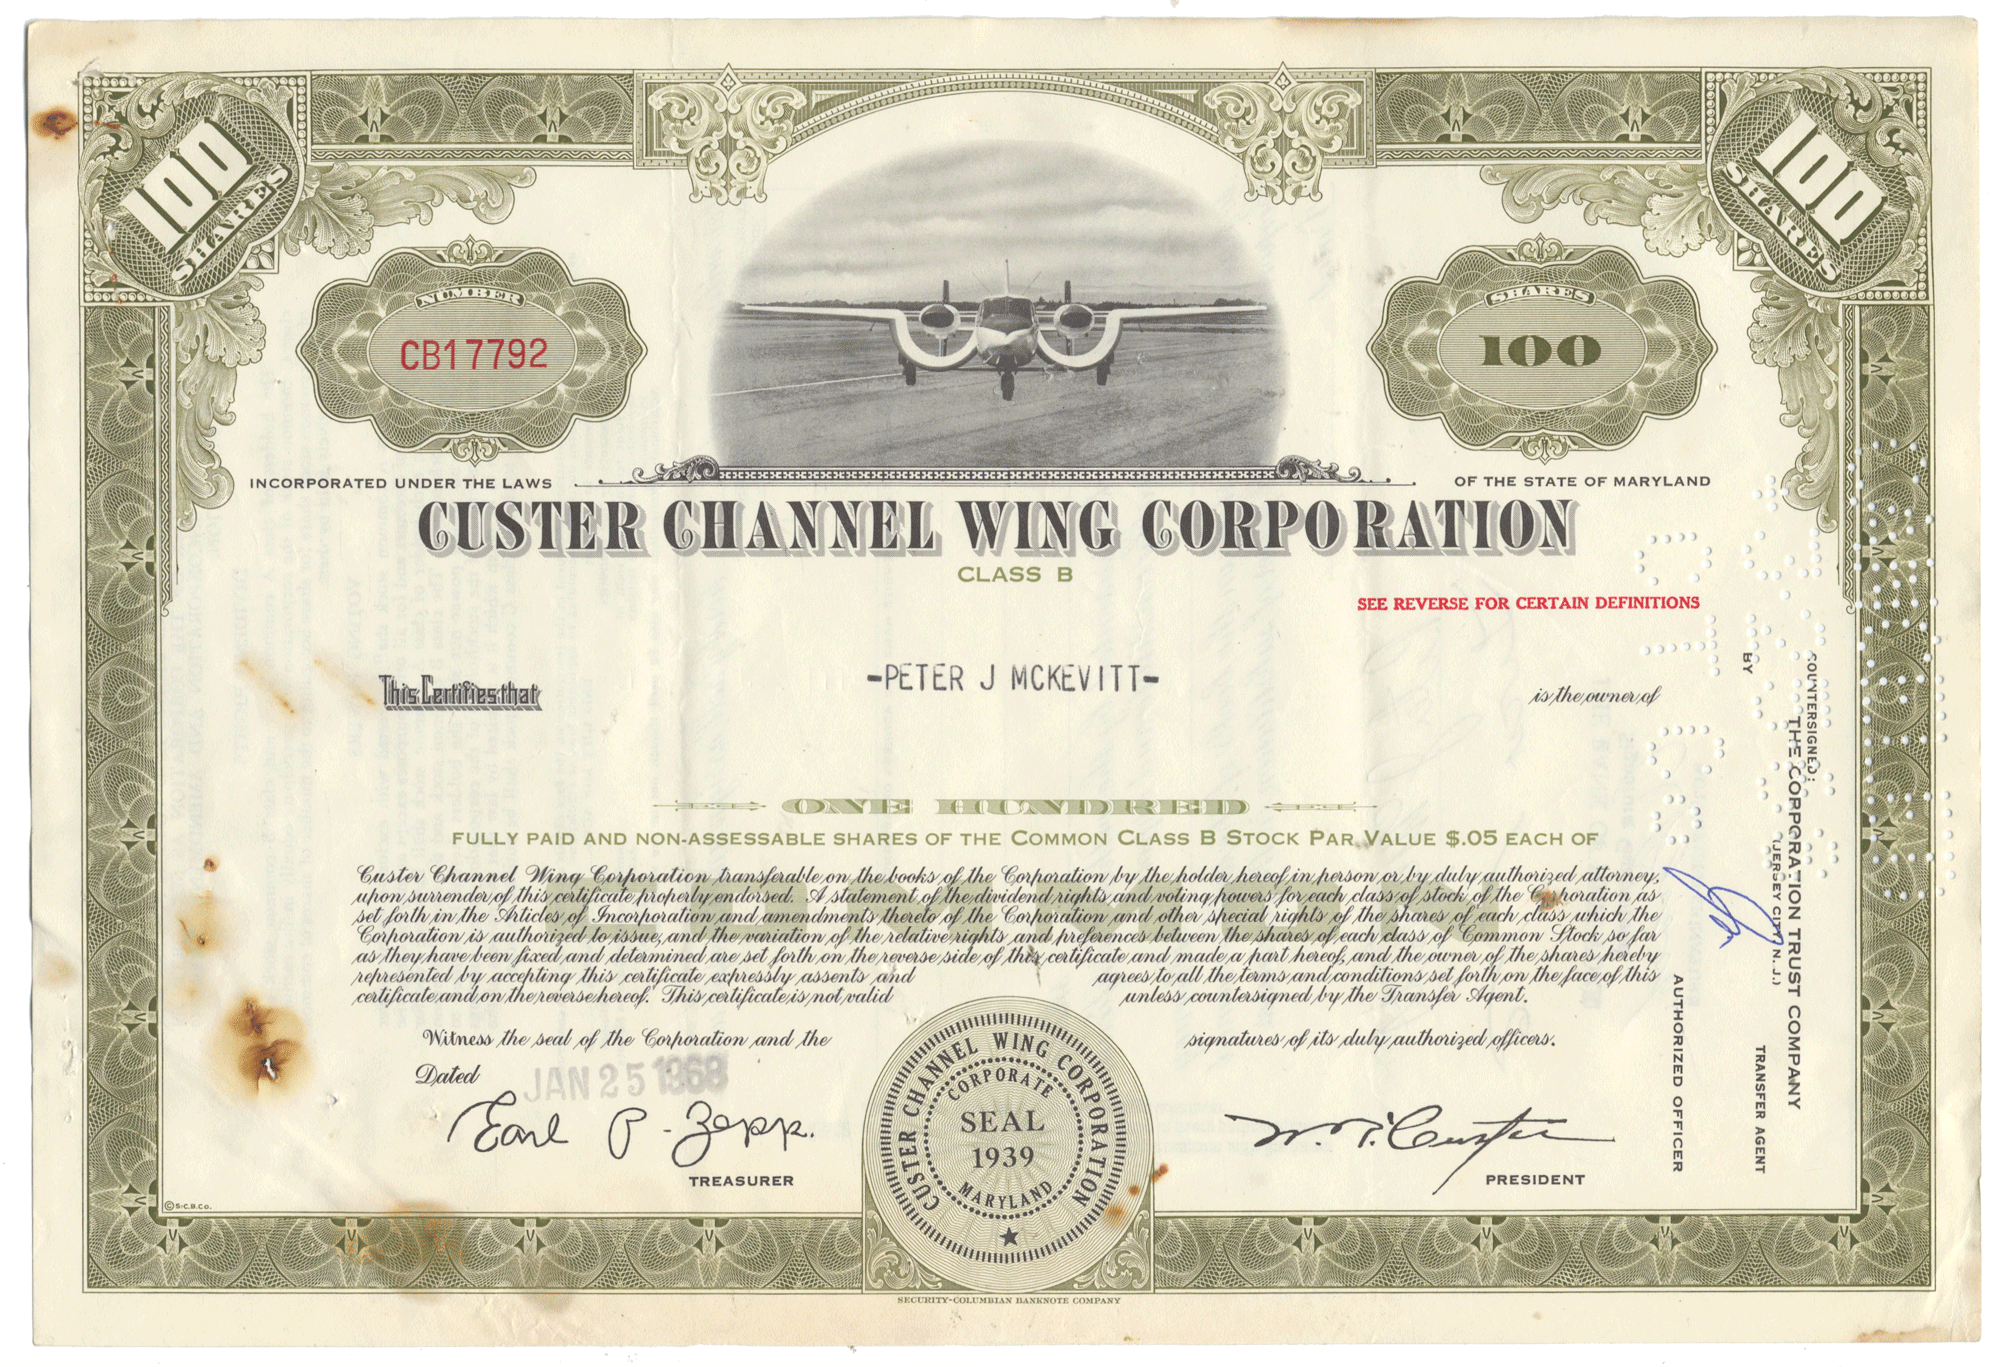 100
SHARES
100
SHARES
NUMBER
CB17792
SHARES
100
INCORPORATED UNDER THE LAWS
OF THE STATE OF MARYLAND
CUSTER CHANNEL WING CORPORATION
CLASS B
SEE REVERSE FOR CERTAIN DEFINITIONS
This Certifies that
-PETER J MCKEVITT-
is the owner of
ONE HUNDRED
FULLY PAID AND NON-ASSESSABLE SHARES OF THE COMMON CLASS B STOCK PAR VALUE $.05 EACH OF
Custer Channel Wing Corporation transferable on the books of the Corporation by the holder hereof in person or by duly authorized attorney,
upon surrender of this certificate properly endorsed. A statement of the dividend rights and voting powers for each class of stock of the Corporation as
set forth in the Articles of Incorporation and amendments thereto of the Corporation and other special rights of the shares of each class which the
Corporation is authorized to issue, and the variation of the relative rights and preferences between the shares of each class of Common Stock so far
as they have been fixed and determined are set forth on the reverse side of this certificate and made a part hereof, and the owner of the shares hereby
represented by accepting this certificate expressly assents and agrees to all the terms and conditions set forth on the face of this
certificate and on the reverse hereof. This certificate is not valid unless countersigned by the Transfer Agent.
Witness the seal of the Corporation and the signatures of its duly authorized officers.
Dated JAN 25 1968
Earl P. Zepp.
TREASURER
CUSTER CHANNEL WING CORPORATION
CORPORATE
SEAL
1939
MARYLAND
W. R. Custer
PRESIDENT
COUNTERSIGNED:
THE CORPORATION TRUST COMPANY
(JERSEY CITY, N. J.)
TRANSFER AGENT
BY
AUTHORIZED OFFICER
© S-C.B.CO.
SECURITY-COLUMBIAN BANKNOTE COMPANY